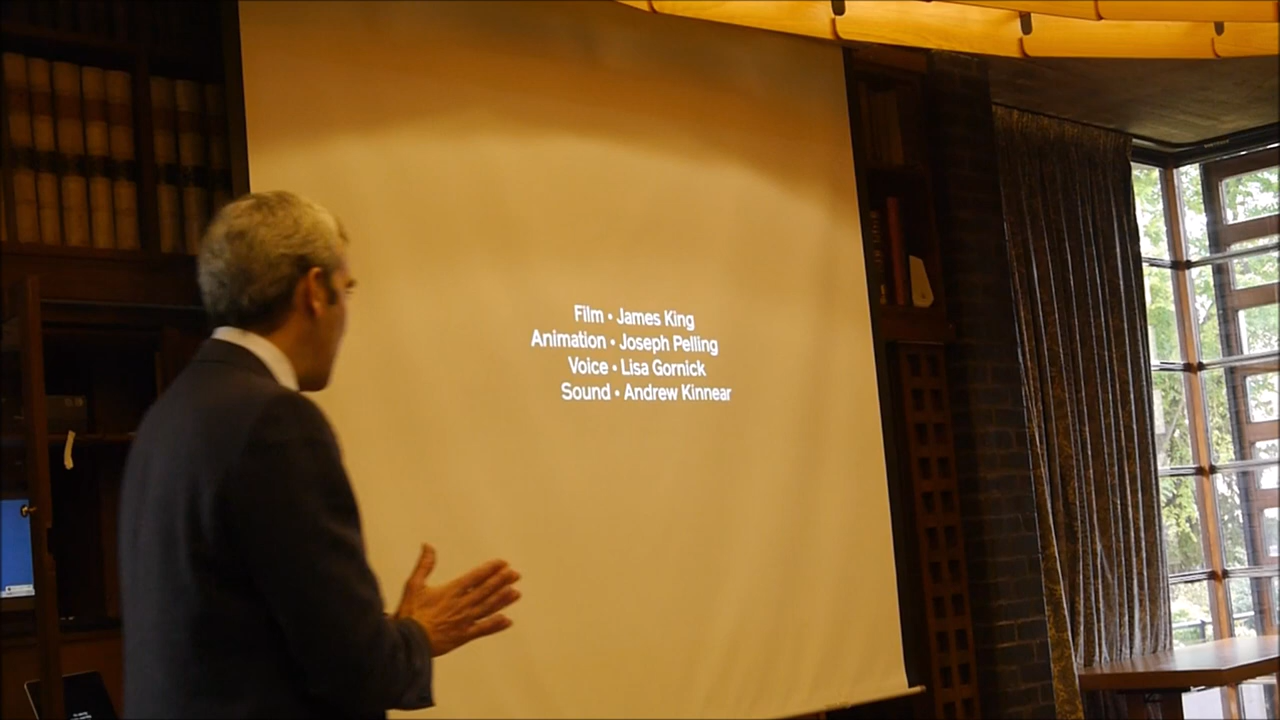 Film • James King
Animation • Joseph Pelling
Voice • Lisa Gornick
Sound • Andrew Kinnear